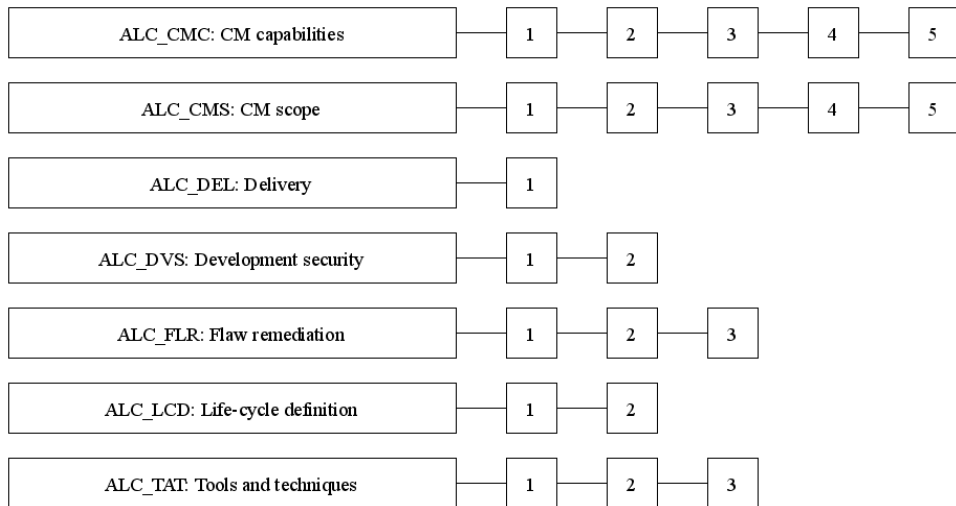 ALC_CMC: CM capabilities 1 2 3 4 5
ALC_CMS: CM scope 1 2 3 4 5
ALC_DEL: Delivery 1
ALC_DVS: Development security 1 2
ALC_FLR: Flaw remediation 1 2 3
ALC_LCD: Life-cycle definition 1 2
ALC_TAT: Tools and techniques 1 2 3